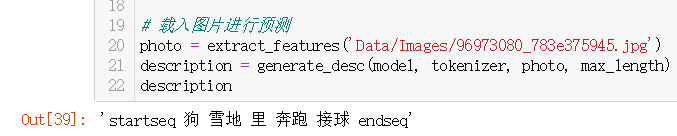 18
19 # 载入图片进行预测
20 photo = extract_features('Data/Images/96973080_783e375945.jpg')
21 description = generate_desc(model, tokenizer, photo, max_length)
22 description
Out[39]: 'startseq 狗 雪地 里 奔跑 接球 endseq'